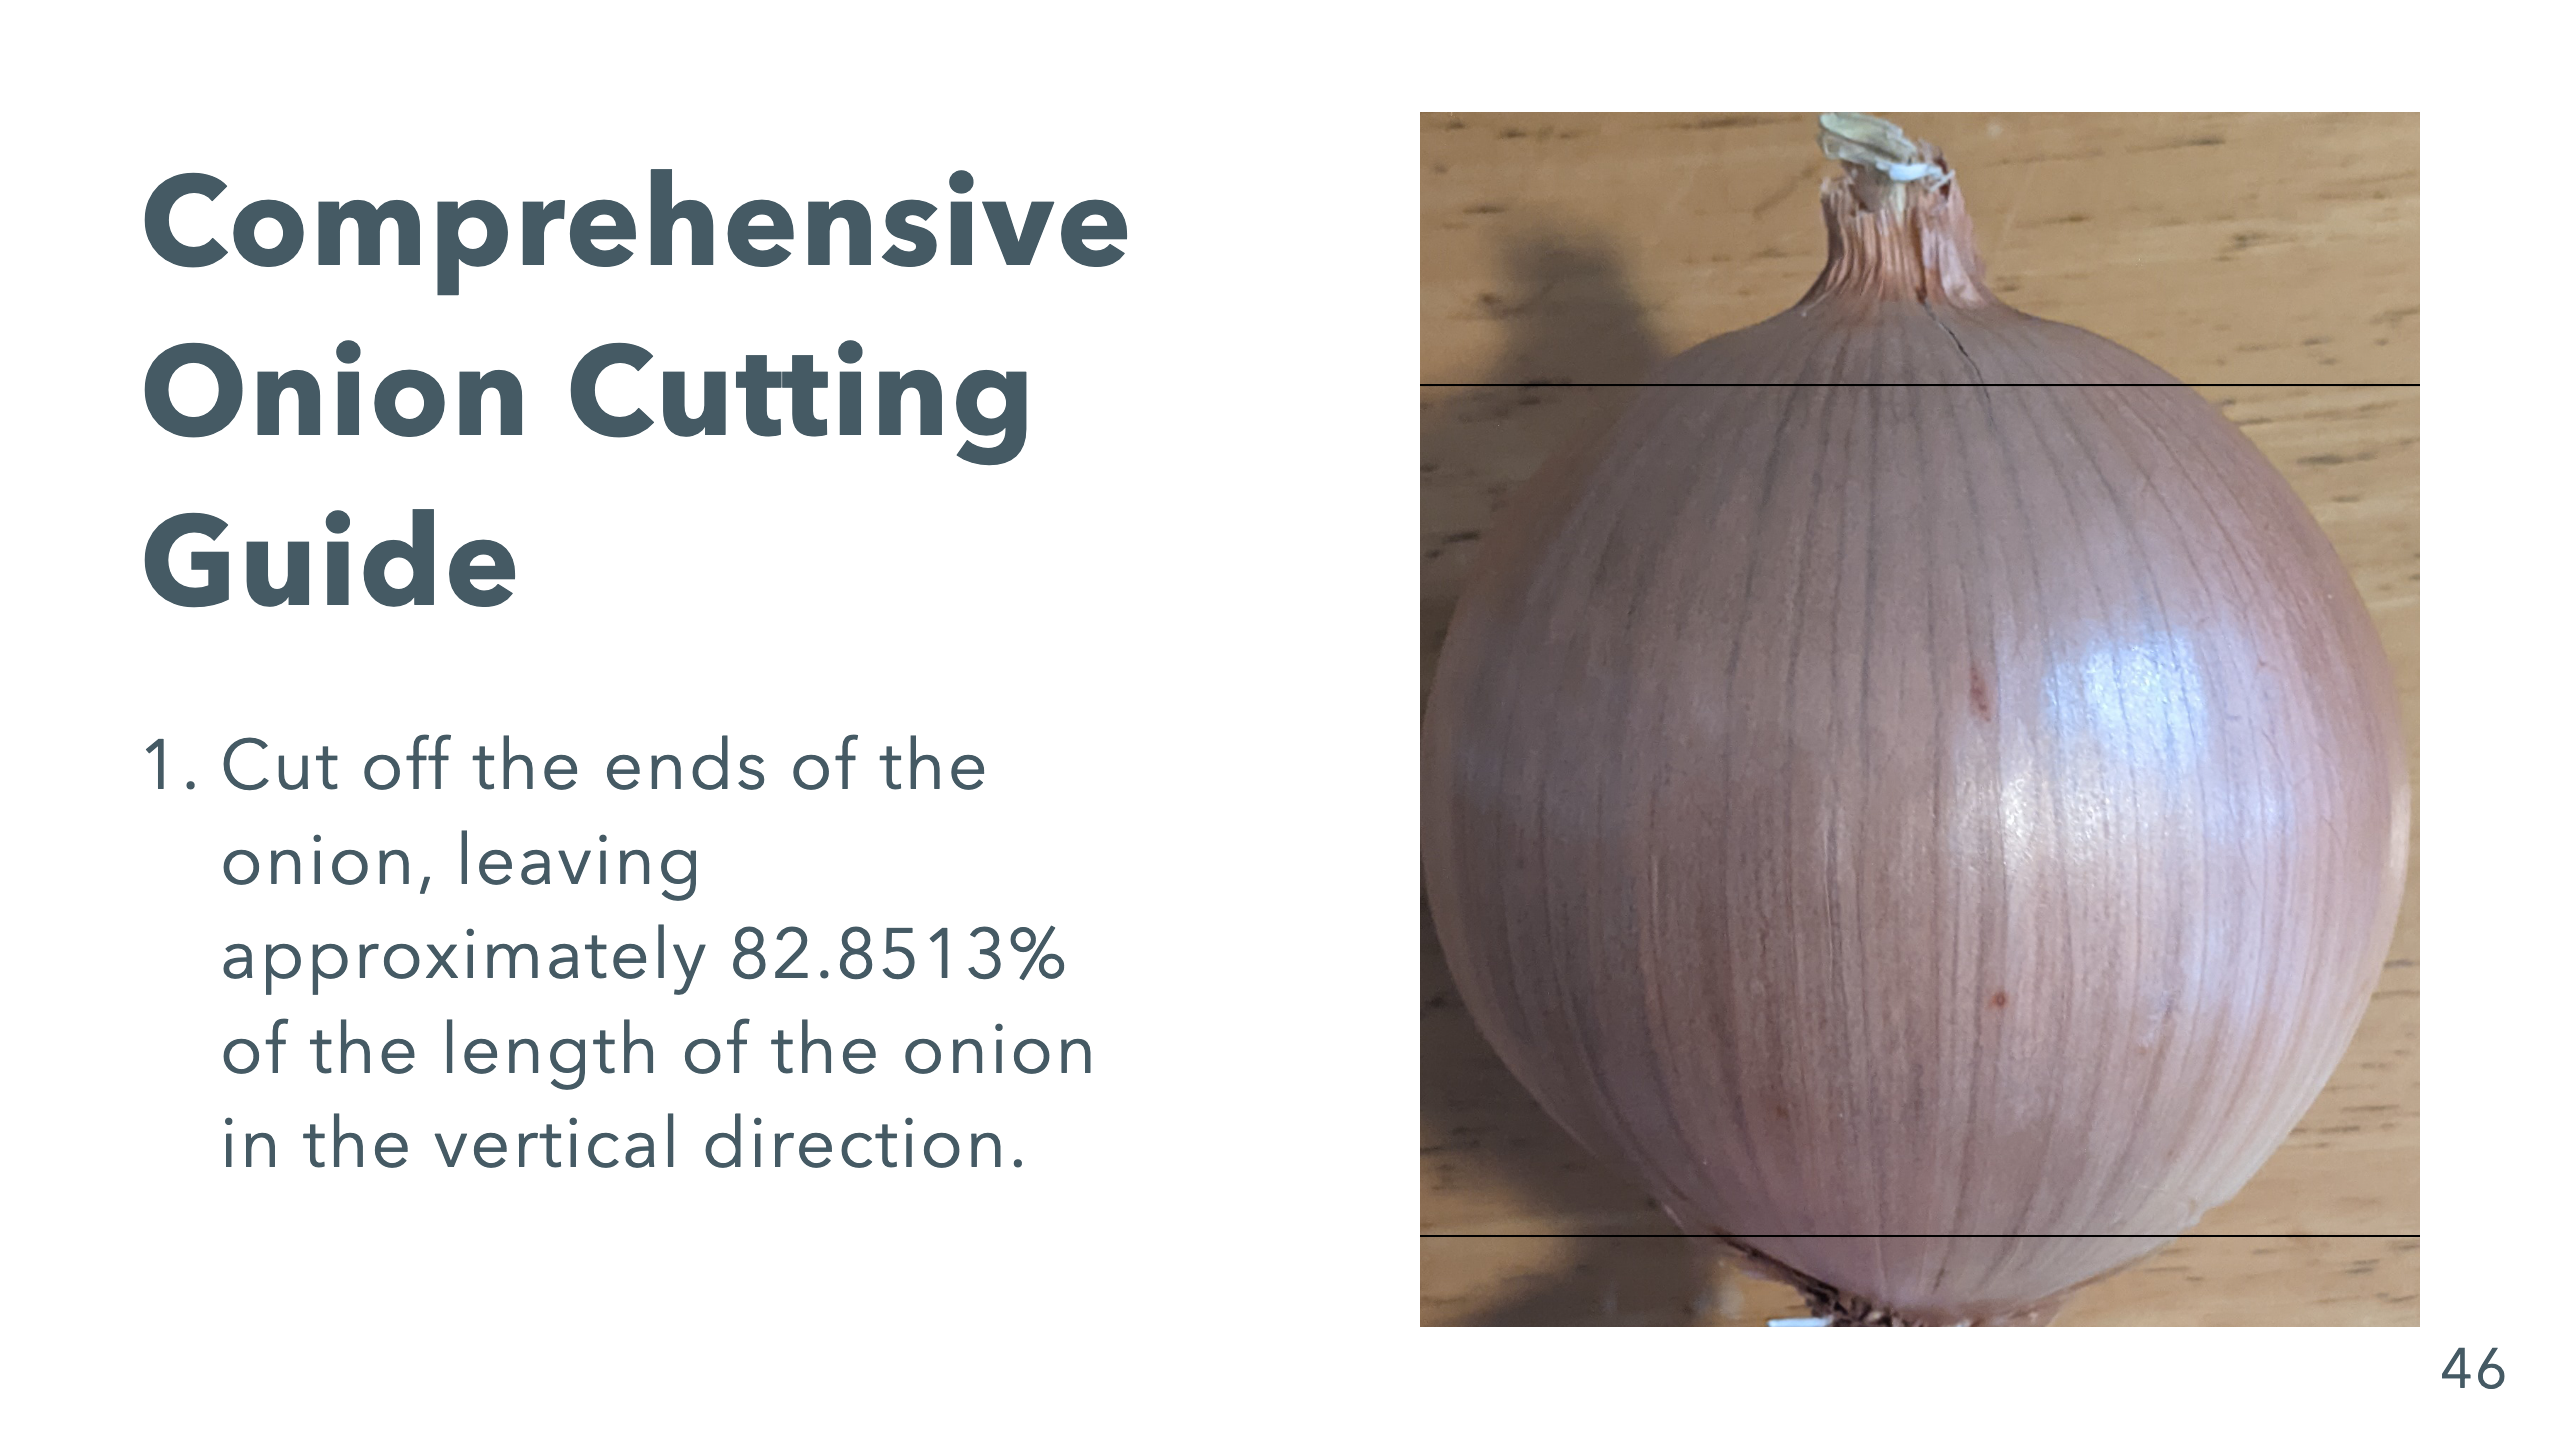 Comprehensive
Onion Cutting
Guide
1. Cut off the ends of the
onion, leaving
approximately 82.8513%
of the length of the onion
in the vertical direction.
46